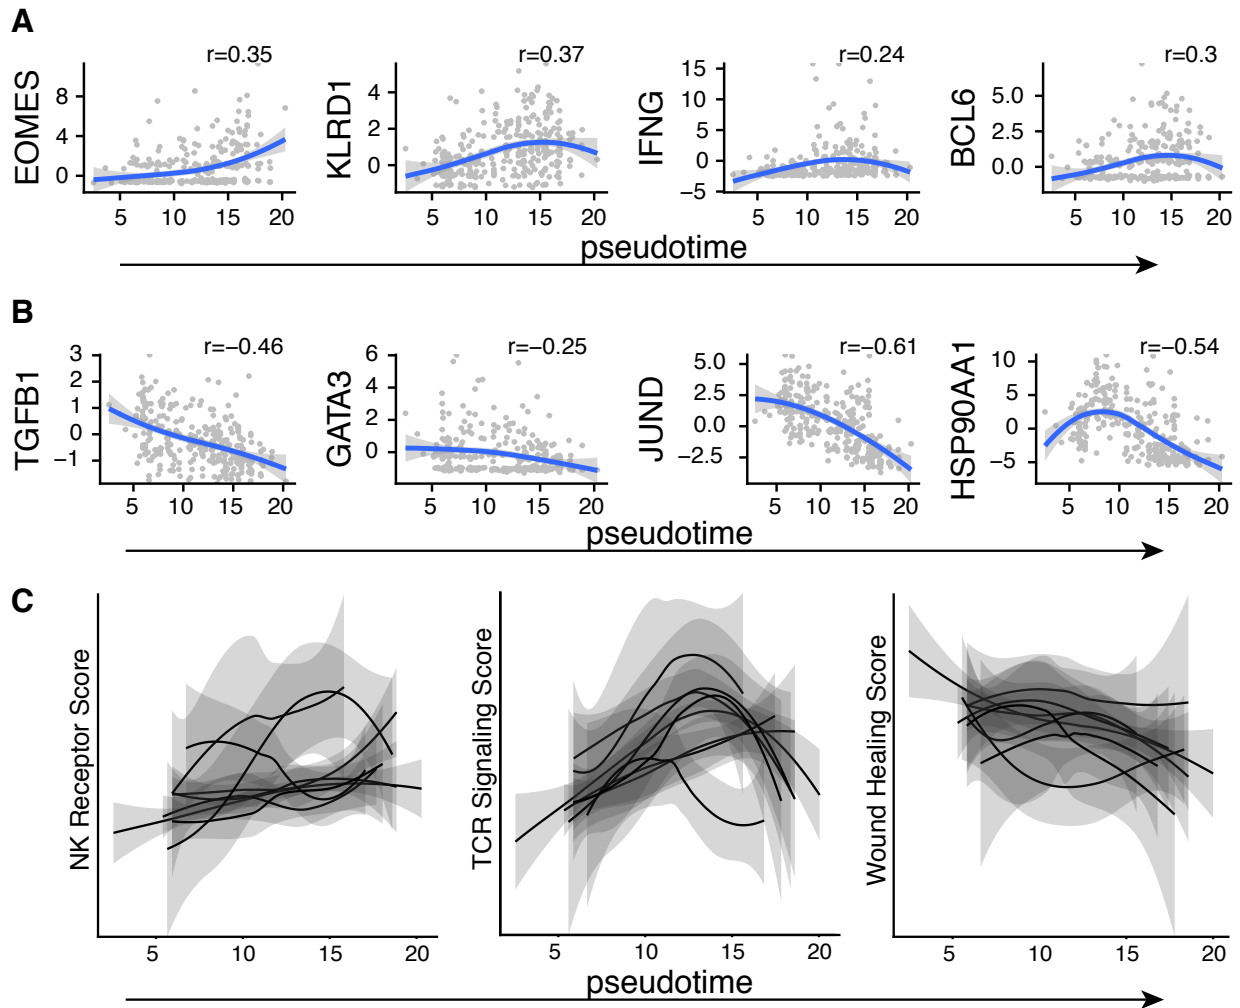 A
r=0.35
r=0.37
r=0.24
r=0.3
EOMES
8
4
0
5 10 15 20
KLRD1
4
2
0
5 10 15 20
IFNG
15
10
5
0
−5
5 10 15 20
BCL6
5.0
2.5
0.0
5 10 15 20
pseudotime
B
r=−0.46
r=−0.25
r=−0.61
r=−0.54
TGFB1
3
2
1
0
−1
5 10 15 20
GATA3
6
4
2
0
5 10 15 20
JUND
5.0
2.5
0.0
−2.5
5 10 15 20
HSP90AA1
10
5
0
−5
5 10 15 20
pseudotime
C
NK Receptor Score
5 10 15 20
TCR Signaling Score
5 10 15 20
Wound Healing Score
5 10 15 20
pseudotime